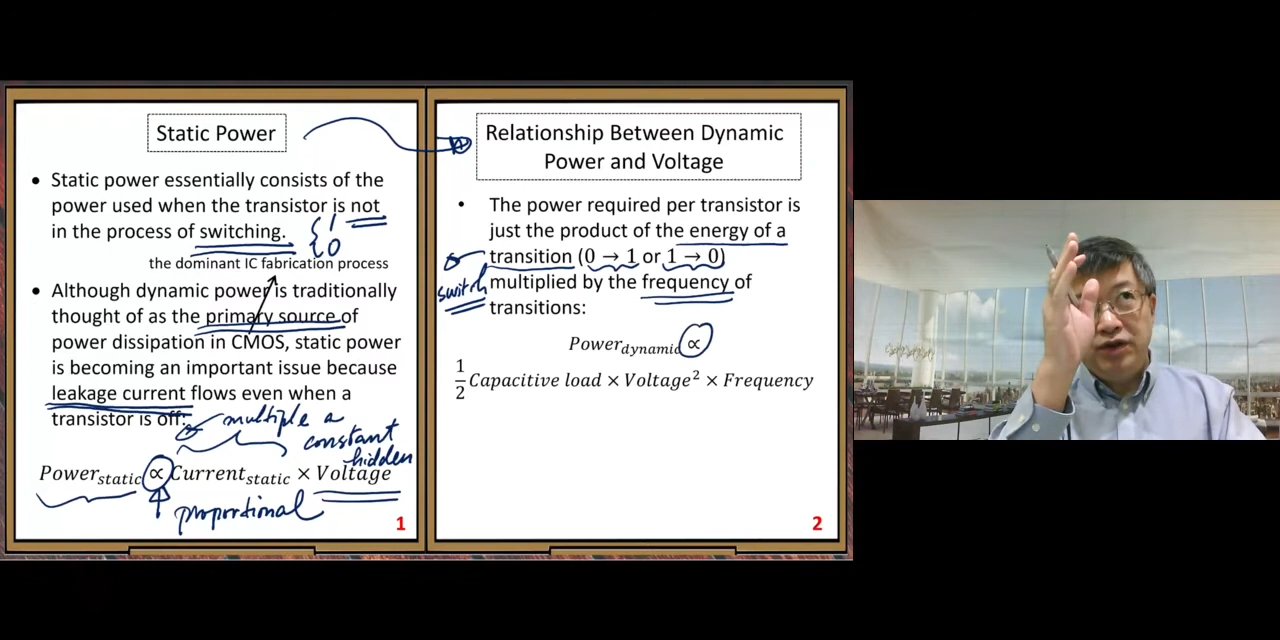 Static Power
• Static power essentially consists of the
power used when the transistor is not
in the process of switching. { 1
0
the dominant IC fabrication process
• Although dynamic power is traditionally
thought of as the primary source of
power dissipation in CMOS, static power
is becoming an important issue because
leakage current flows even when a
transistor is off.
multiple a
constant
hidden
Power_static ∝ Current_static × Voltage
proportional
1
Relationship Between Dynamic
Power and Voltage
• The power required per transistor is
just the product of the energy of a
transition (0 → 1 or 1 → 0)
switch
multiplied by the frequency of
transitions:
Power_dynamic ∝
1/2 Capacitive load × Voltage² × Frequency
2